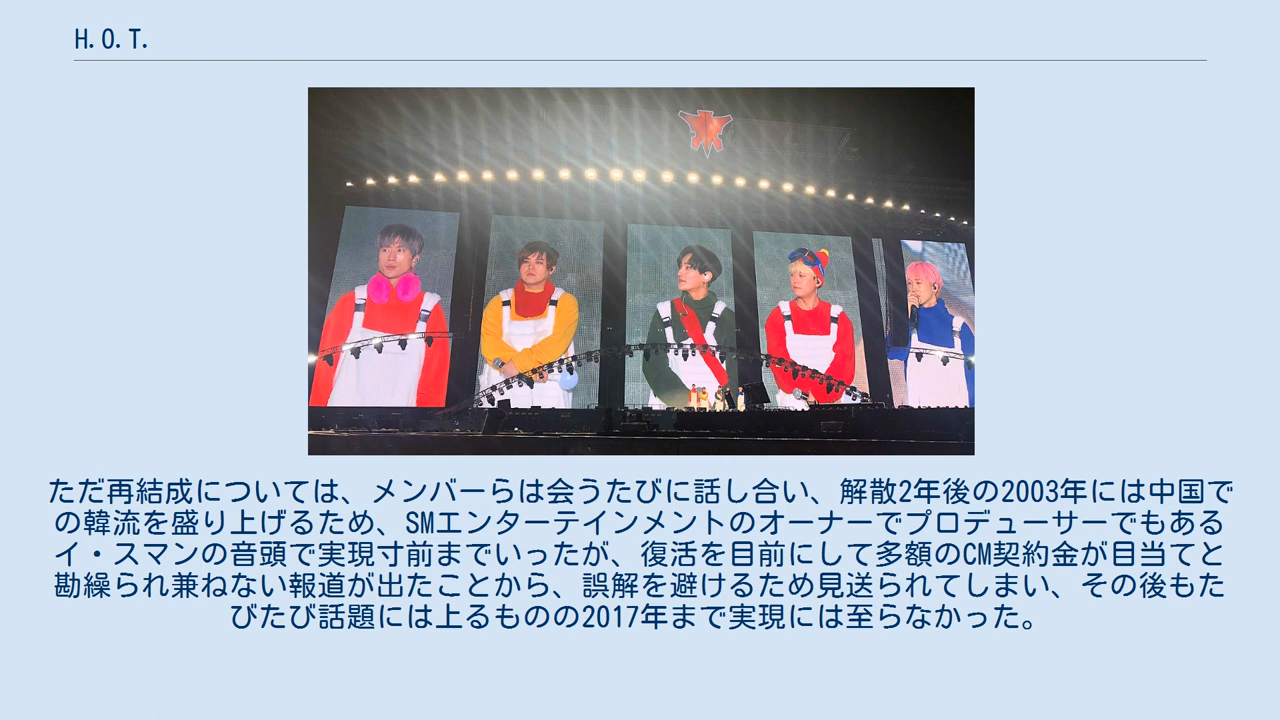 H.O.T.
ただ再結成については、メンバーらは会うたびに話し合い、解散2年後の2003年には中国で
の韓流を盛り上げるため、SMエンターテインメントのオーナーでプロデューサーでもある
イ・スマンの音頭で実現寸前までいったが、復活を目前にして多額のCM契約金が目当てと
勘繰られ兼ねない報道が出たことから、誤解を避けるため見送られてしまい、その後もた
びたび話題には上るものの2017年まで実現には至らなかった。